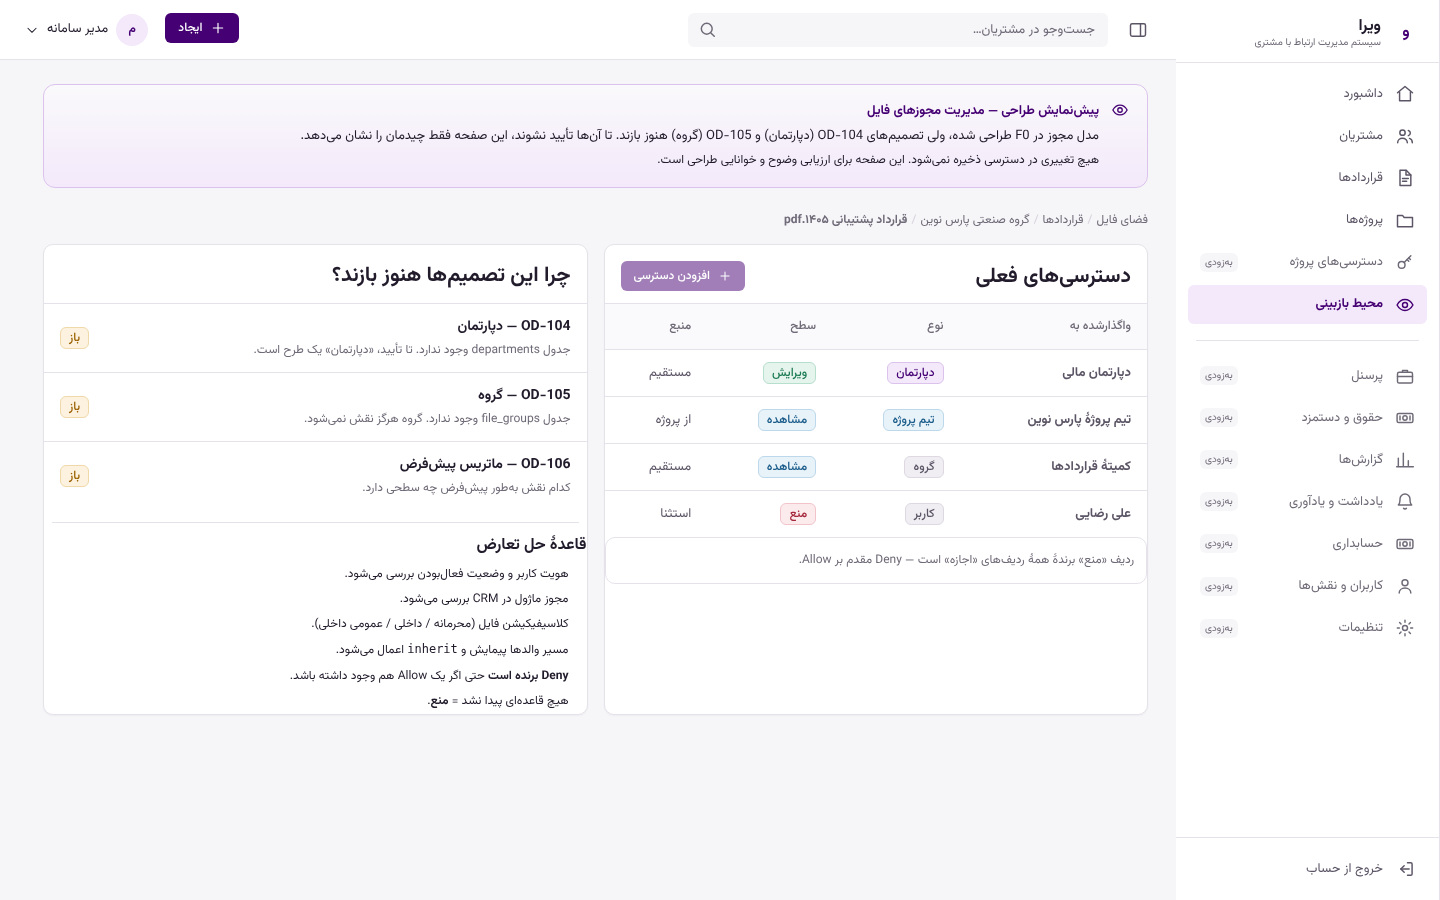 و
ویرا
سیستم مدیریت ارتباط با مشتری
داشبورد
مشتریان
قراردادها
پروژه‌ها
دسترسی‌های پروژه
به‌زودی
محیط بازبینی
پرسنل
به‌زودی
حقوق و دستمزد
به‌زودی
گزارش‌ها
به‌زودی
یادداشت و یادآوری
به‌زودی
حسابداری
به‌زودی
کاربران و نقش‌ها
به‌زودی
تنظیمات
به‌زودی
خروج از حساب
جست‌وجو در مشتریان...
ایجاد
م
مدیر سامانه
پیش‌نمایش طراحی — مدیریت مجوزهای فایل
مدل مجوز در F0 طراحی شده، ولی تصمیم‌های OD-104 (دپارتمان) و OD-105 (گروه) هنوز بازند. تا آن‌ها تأیید نشوند، این صفحه فقط چیدمان را نشان می‌دهد.
هیچ تغییری در دسترسی ذخیره نمی‌شود. این صفحه برای ارزیابی وضوح و خوانایی طراحی است.
فضای فایل / قراردادها / گروه صنعتی پارس نوین / قرارداد پشتیبانی ۱۴۰۵.pdf
دسترسی‌های فعلی
افزودن دسترسی
واگذارشده به نوع سطح منبع
دپارتمان مالی دپارتمان ویرایش مستقیم
تیم پروژهٔ پارس نوین تیم پروژه مشاهده از پروژه
کمیتهٔ قراردادها گروه مشاهده مستقیم
علی رضایی کاربر منع استثنا
ردیف «منع» برندهٔ همهٔ ردیف‌های «اجازه» است — Deny مقدم بر Allow.
چرا این تصمیم‌ها هنوز بازند؟
OD-104 — دپارتمان
جدول departments وجود ندارد. تا تأیید، «دپارتمان» یک طرح است.
باز
OD-105 — گروه
جدول file_groups وجود ندارد. گروه هرگز نقش نمی‌شود.
باز
OD-106 — ماتریس پیش‌فرض
کدام نقش به‌طور پیش‌فرض چه سطحی دارد.
باز
قاعدهٔ حل تعارض
هویت کاربر و وضعیت فعال‌بودن بررسی می‌شود.
مجوز ماژول در CRM بررسی می‌شود.
کلاسیفیکیشن فایل (محرمانه / داخلی / عمومی داخلی).
مسیر والدها پیمایش و inherit اعمال می‌شود.
Deny برنده است حتی اگر یک Allow هم وجود داشته باشد.
هیچ قاعده‌ای پیدا نشد = منع.